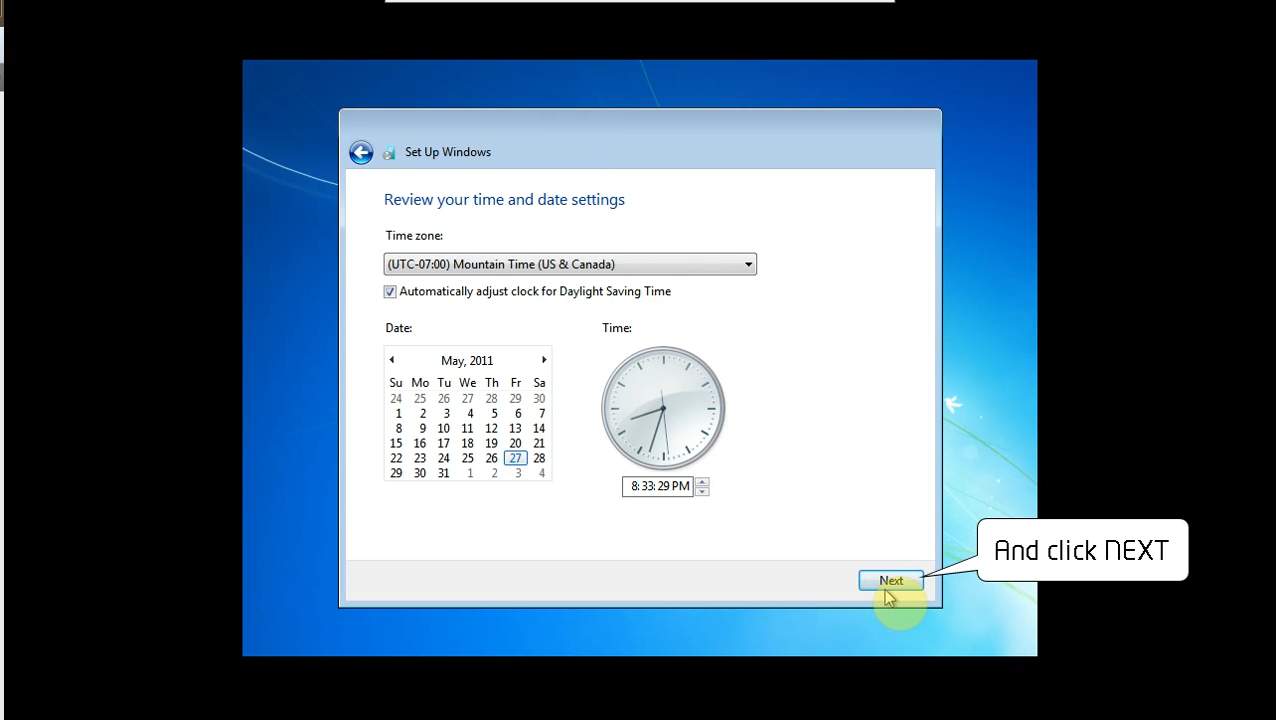 Set Up Windows
Review your time and date settings
Time zone:
(UTC-07:00) Mountain Time (US & Canada)
Automatically adjust clock for Daylight Saving Time
Date:
Time:
May, 2011
Su Mo Tu We Th Fr Sa
24 25 26 27 28 29 30
1 2 3 4 5 6 7
8 9 10 11 12 13 14
15 16 17 18 19 20 21
22 23 24 25 26 27 28
29 30 31 1 2 3 4
8:33:29 PM
And click NEXT
Next